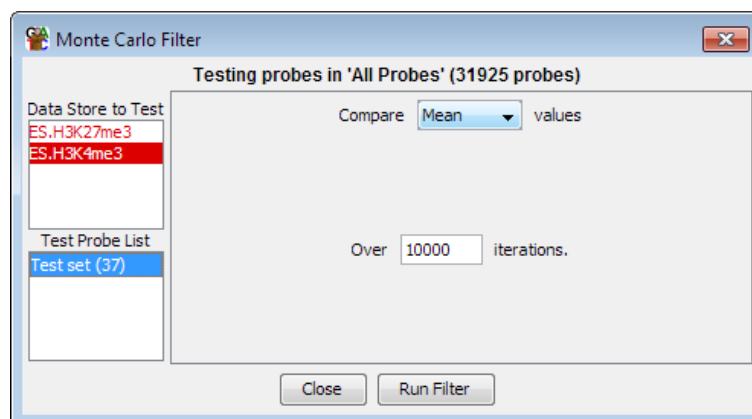 Monte Carlo Filter
Testing probes in 'All Probes' (31925 probes)
Data Store to Test
ES.H3K27me3
ES.H3K4me3
Compare Mean values
Test Probe List
Test set (37)
Over 10000 iterations.
Close Run Filter